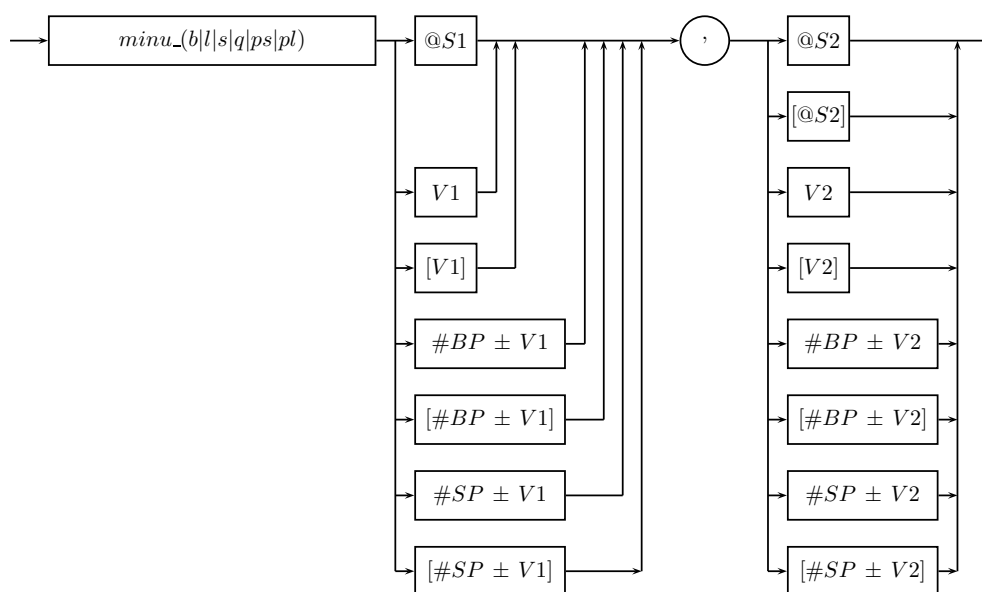 minu_(b|l|s|q|ps|pl) @S1 , @S2
[@S2]
V1 V2
[V1] [V2]
#BP ± V1 #BP ± V2
[#BP ± V1] [#BP ± V2]
#SP ± V1 #SP ± V2
[#SP ± V1] [#SP ± V2]